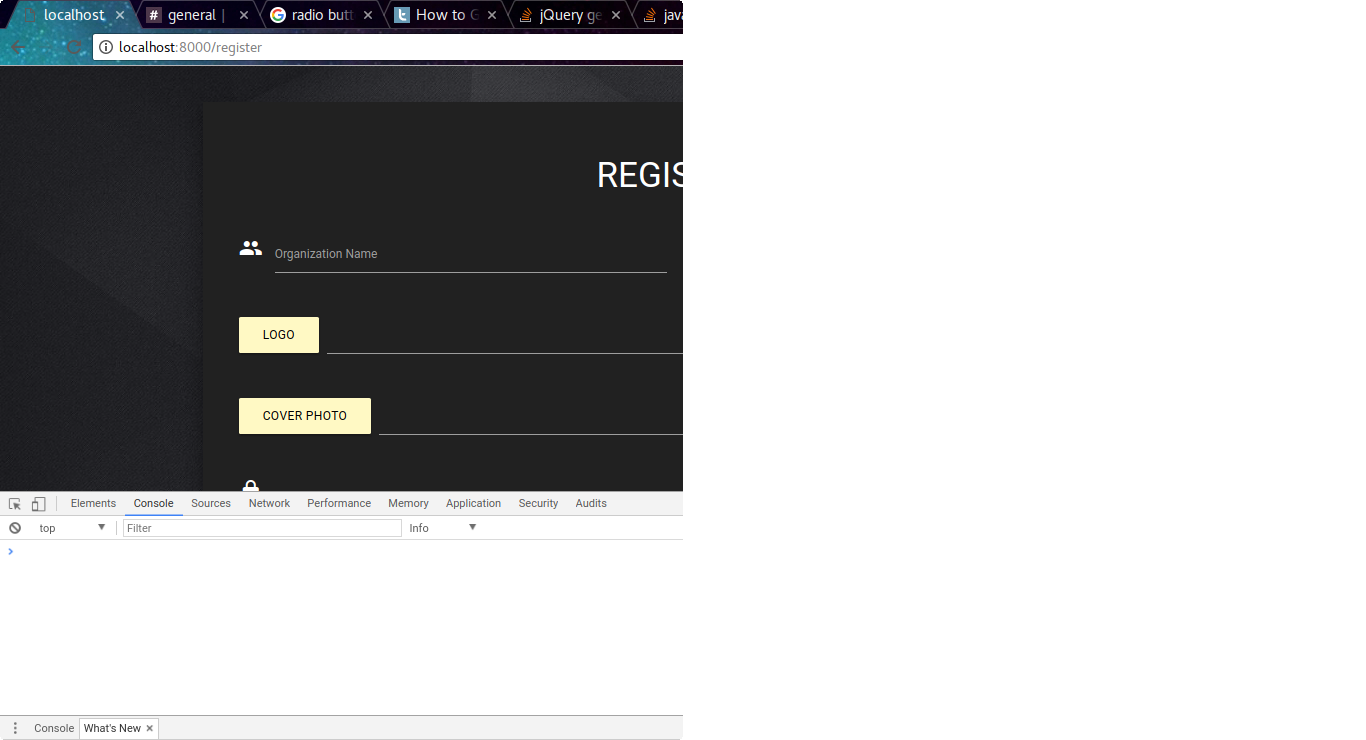 localhost # general | radio butt How to G jQuery ge java
localhost:8000/register
REGIS
Organization Name
LOGO
COVER PHOTO
Elements Console Sources Network Performance Memory Application Security Audits
top Filter Info
Console What's New